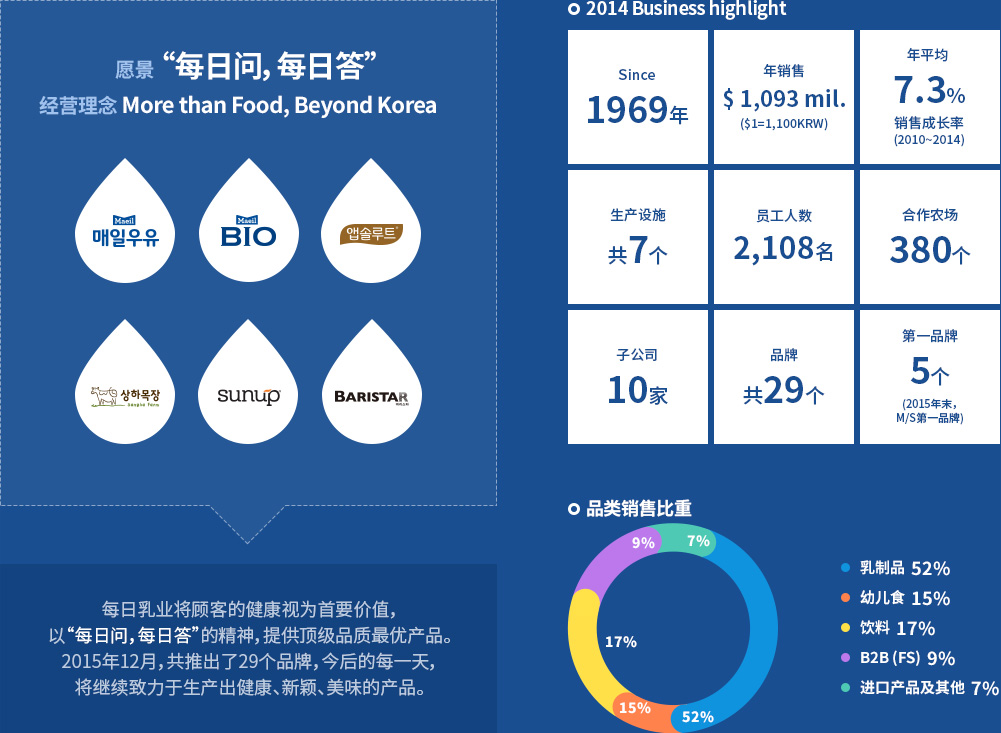 愿景 “每日问, 每日答”
经营理念 More than Food, Beyond Korea
Maeil
매일우유
Maeil
BIO
앱솔루트
상하목장
Sangha Farm
sunup
BARISTAR
每日乳业将顾客的健康视为首要价值,
以“每日问, 每日答”的精神, 提供顶级品质最优产品。
2015年12月, 共推出了29个品牌, 今后的每一天,
将继续致力于生产出健康、新颖、美味的产品。
2014 Business highlight
Since
1969年
年销售
$ 1,093 mil.
($1=1,100KRW)
年平均
7.3%
销售成长率
(2010~2014)
生产设施
共7个
员工人数
2,108名
合作农场
380个
子公司
10家
品牌
共29个
第一品牌
5个
(2015年末,
M/S第一品牌)
品类销售比重
9%
7%
17%
15%
52%
乳制品 52%
幼儿食 15%
饮料 17%
B2B (FS) 9%
进口产品及其他 7%